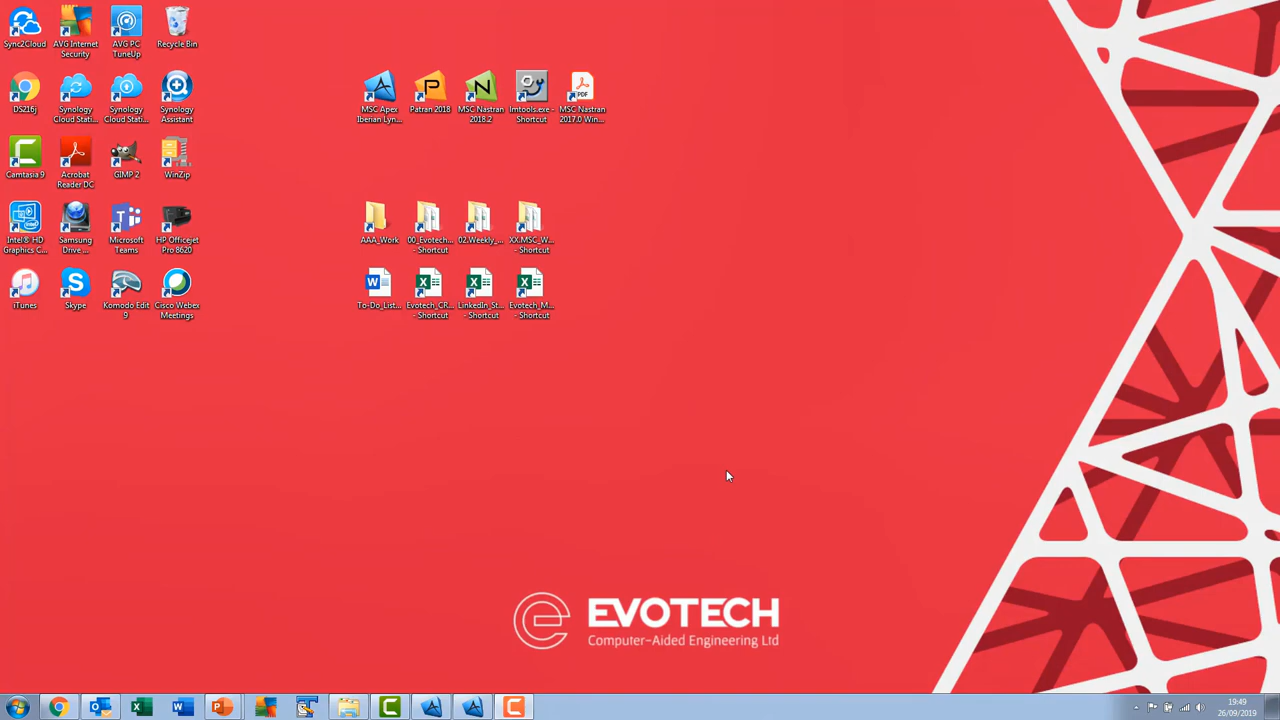 Sync2Cloud
AVG Internet
Security
AVG PC
TuneUp
Recycle Bin
DS216j
Synology
Cloud Stati...
Synology
Cloud Stati...
Synology
Assistant
MSC Apex
Iberian Lyn...
Patran 2018
MSC Nastran
2018.2
lmtools.exe -
Shortcut
MSC Nastran
2017.0 Win...
PDF
Camtasia 9
Acrobat
Reader DC
GIMP 2
WinZip
Intel® HD
Graphics C...
Samsung
Drive ...
Microsoft
Teams
HP Officejet
Pro 8620
AAA_Work
00_Evotech...
- Shortcut
02.Weekly_...
- Shortcut
XX.MSC_W...
- Shortcut
iTunes
Skype
Komodo Edit
9
Cisco Webex
Meetings
To-Do_List...
Evotech_CR...
- Shortcut
LinkedIn_St...
- Shortcut
Evotech_M...
- Shortcut
EVOTECH
Computer-Aided Engineering Ltd
19:49
26/09/2019